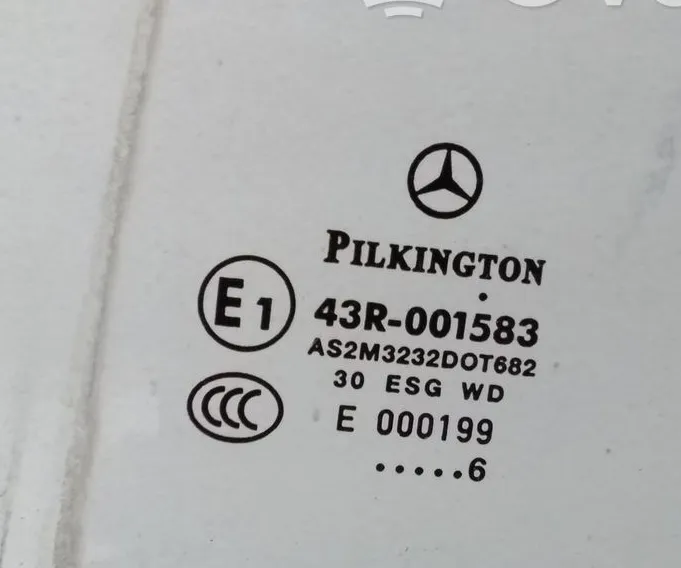 PILKINGTON
E1 43R-001583
AS2M3232DOT682
30 ESG WD
CCC
E 000199
.....6